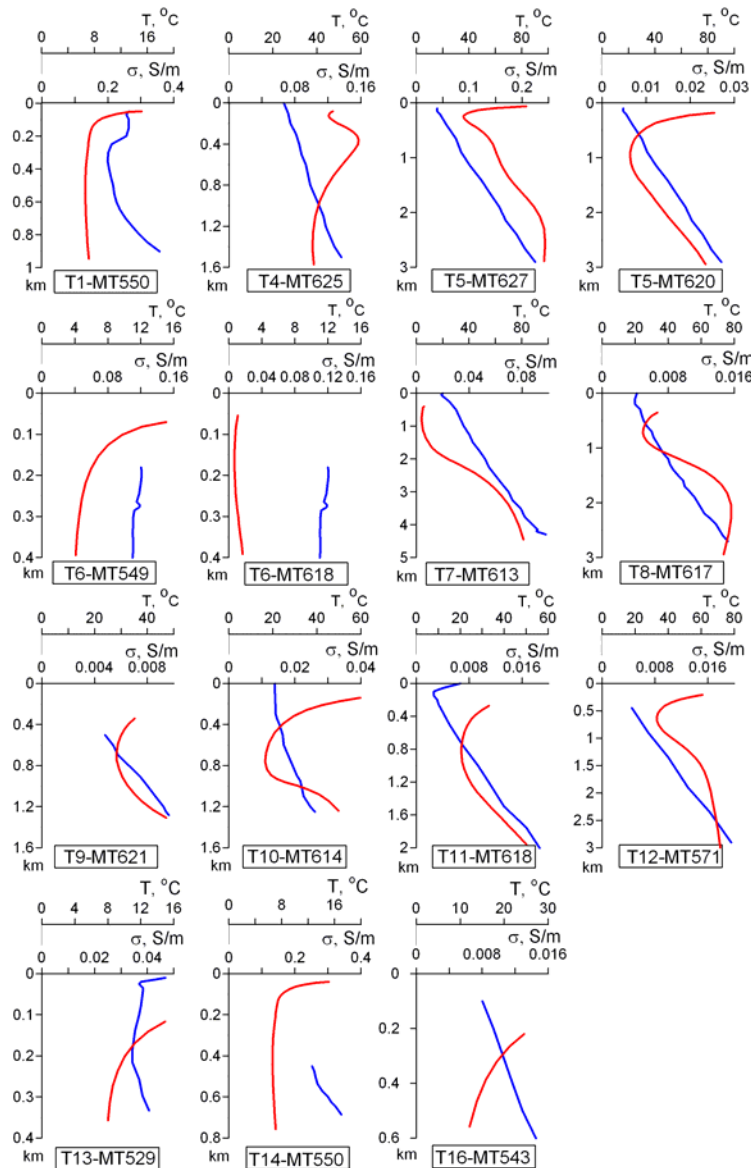 T, °C T, °C T, °C T, °C
0 8 16 0 20 40 60 0 40 80 0 40 80
σ, S/m σ, S/m σ, S/m σ, S/m
0 0.2 0.4 0 0.08 0.16 0 0.1 0.2 0 0.01 0.02 0.03
0 0 0 0
0.2 0.4 1 1
0.4 0.8 2 2
0.6 1.2 3 3
0.8 1.6
1
km km km km
T1-MT550 T4-MT625 T5-MT627 T5-MT620
T, °C T, °C T, °C T, °C
0 4 8 12 16 0 4 8 12 16 0 40 80 0 20 40 60 80
σ, S/m σ, S/m σ, S/m σ, S/m
0 0.08 0.16 0 0.04 0.08 0.12 0.16 0 0.04 0.08 0 0.008 0.016
0 0 0 0
0.1 0.1 1 1
0.2 0.2 2 2
0.3 0.3 3 3
0.4 0.4 4
5
km km km km
T6-MT549 T6-MT618 T7-MT613 T8-MT617
T, °C T, °C T, °C T, °C
0 20 40 0 20 40 60 0 20 40 60 0 20 40 60 80
σ, S/m σ, S/m σ, S/m σ, S/m
0 0.004 0.008 0 0.02 0.04 0 0.008 0.016 0 0.008 0.016
0 0 0 0
0.4 0.4 0.4 0.5
0.8 0.8 0.8 1
1.2 1.2 1.2 1.5
1.6 1.6 1.6 2
2 2.5
3
km km km km
T9-MT621 T10-MT614 T11-MT618 T12-MT571
T, °C T, °C T, °C
0 4 8 12 16 0 8 16 0 10 20 30
σ, S/m σ, S/m σ, S/m
0 0.02 0.04 0 0.2 0.4 0 0.008 0.016
0 0 0
0.1 0.2 0.2
0.2 0.4 0.4
0.3 0.6 0.6
0.4 0.8
km km km
T13-MT529 T14-MT550 T16-MT543